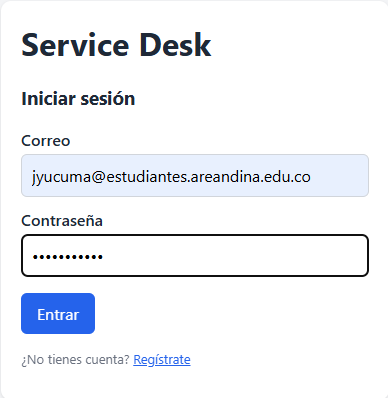 Service Desk
Iniciar sesión
Correo
jyucuma@estudiantes.areandina.edu.co
Contraseña
•••••••••••
Entrar
¿No tienes cuenta? Regístrate